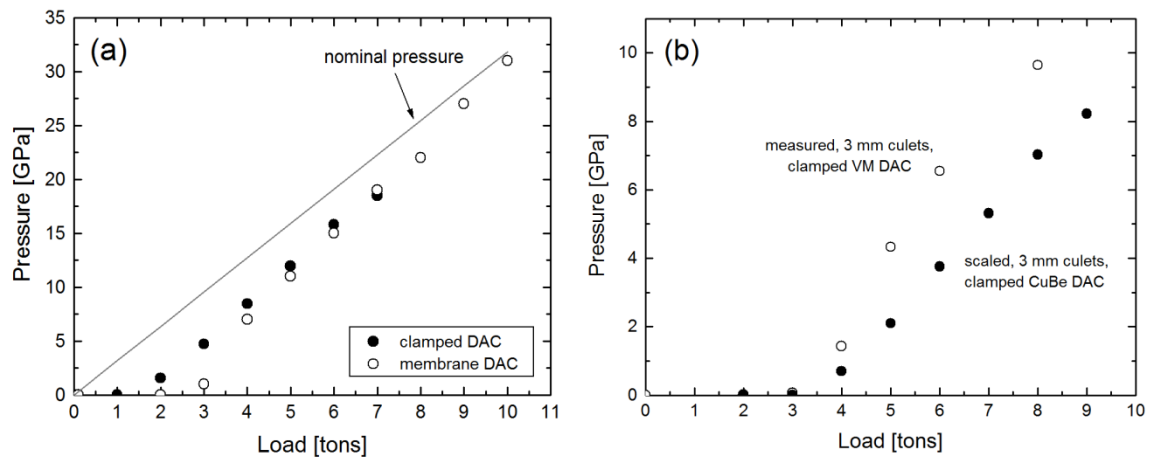 (a)
nominal pressure
Pressure [GPa]
35
30
25
20
15
10
5
0
clamped DAC
membrane DAC
0 1 2 3 4 5 6 7 8 9 10 11
Load [tons]
(b)
measured, 3 mm culets,
clamped VM DAC
scaled, 3 mm culets,
clamped CuBe DAC
Pressure [GPa]
10
8
6
4
2
0
0 1 2 3 4 5 6 7 8 9 10
Load [tons]